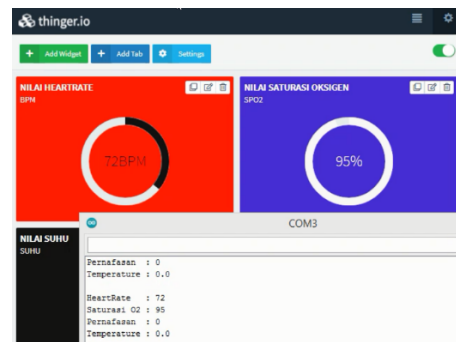 thinger.io
+ Add Widget + Add Tab Settings
NILAI HEARTRATE
BPM
72BPM
NILAI SATURASI OKSIGEN
SPO2
95%
NILAI SUHU
SUHU
COM3
Pernafasan : 0
Temperature : 0.0
HeartRate : 72
Saturasi O2 : 95
Pernafasan : 0
Temperature : 0.0